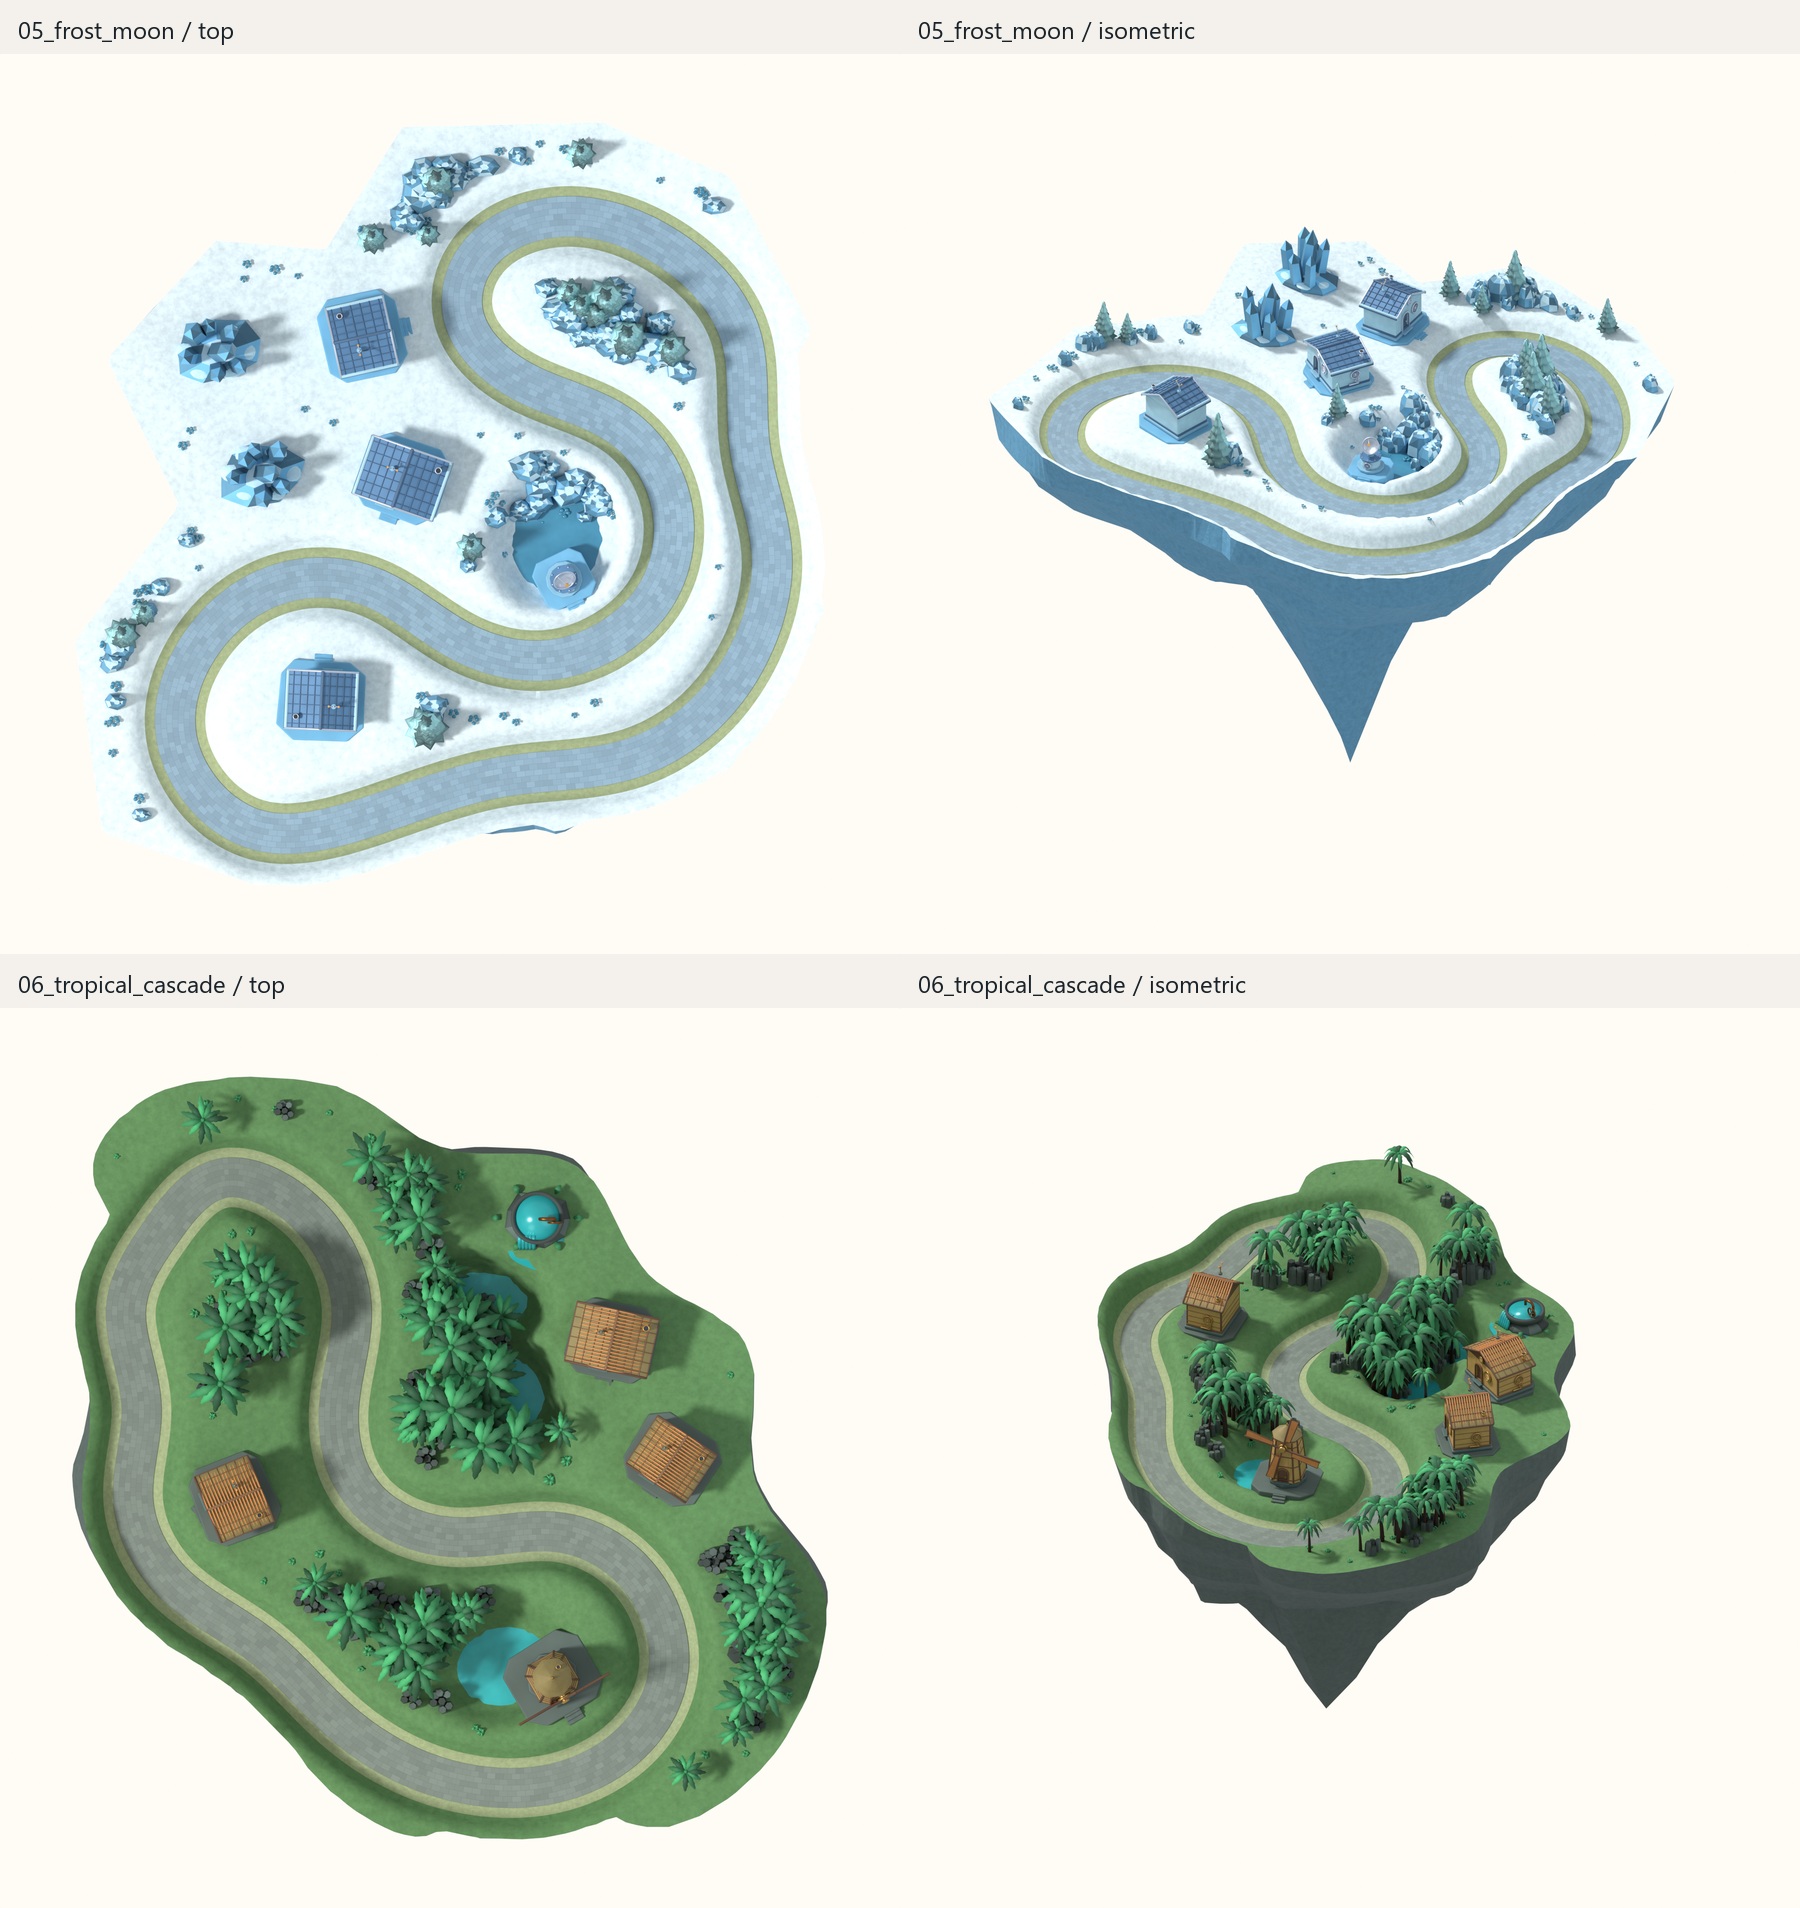 05_frost_moon / top
05_frost_moon / isometric
06_tropical_cascade / top
06_tropical_cascade / isometric